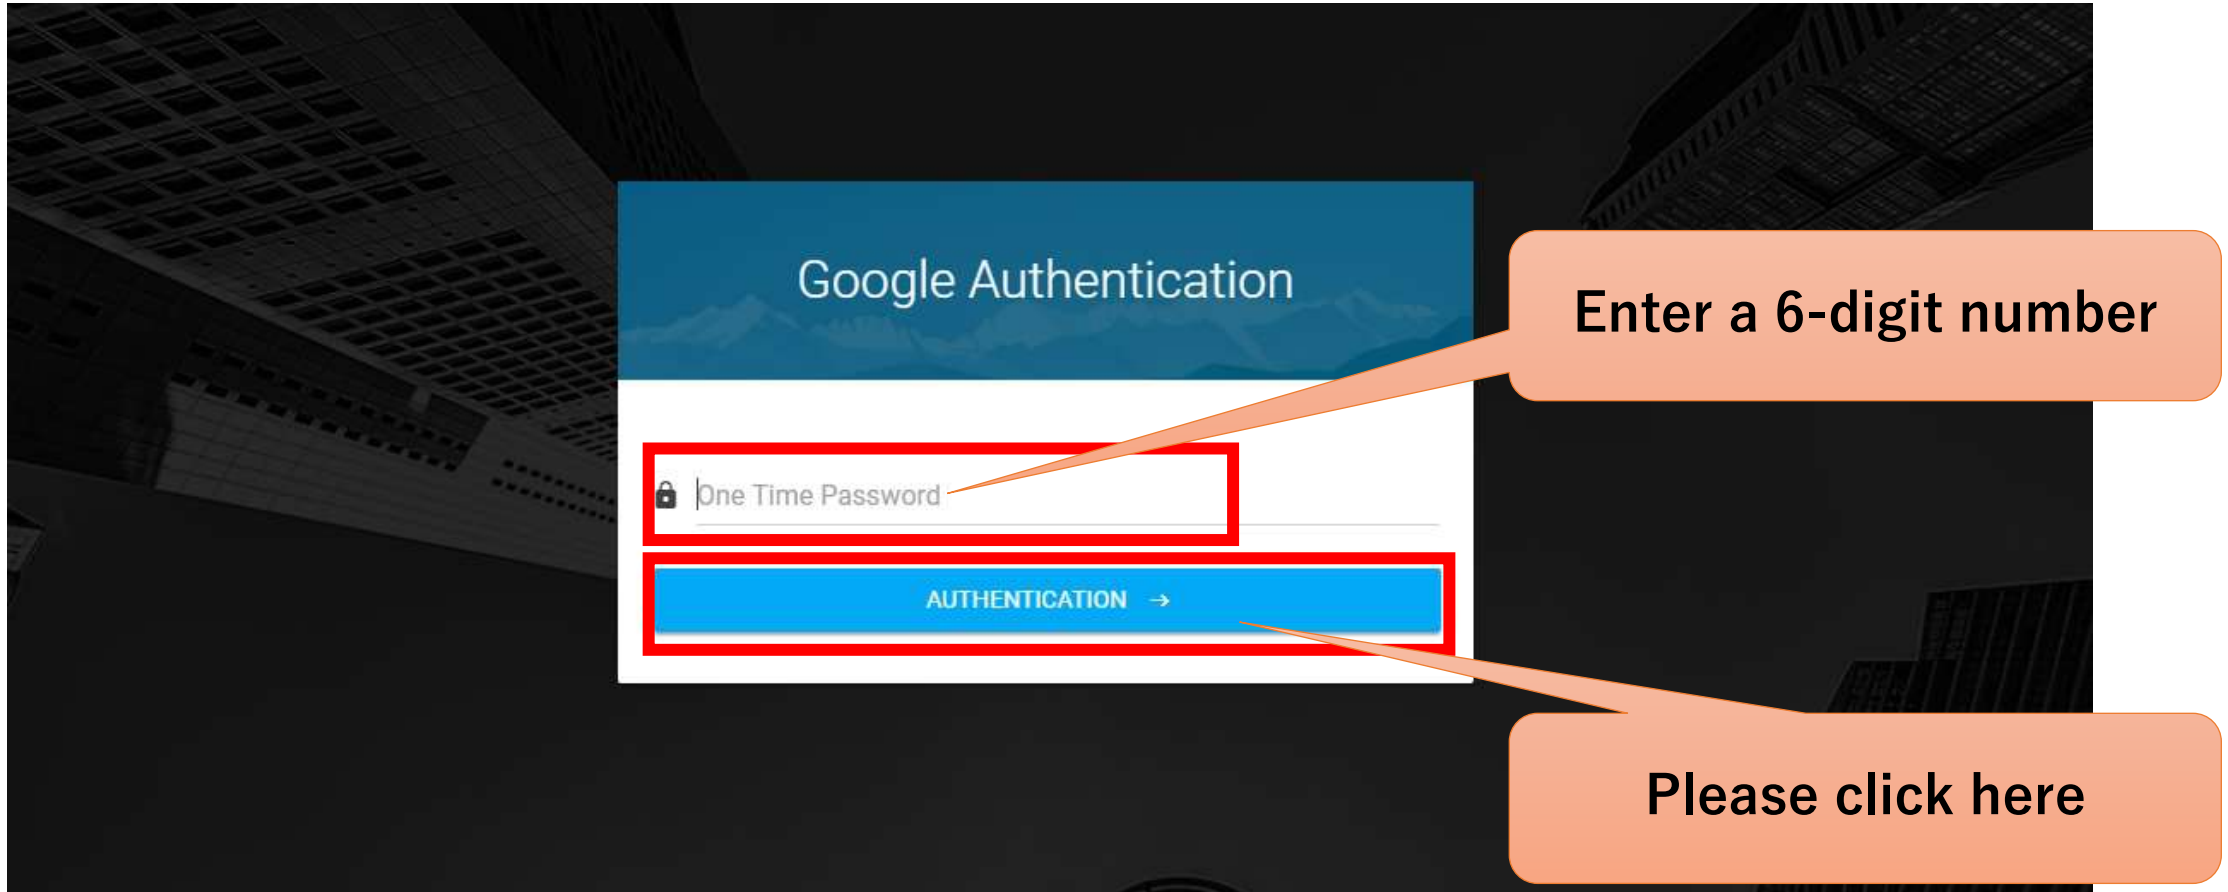 Google Authentication
Enter a 6-digit number
One Time Password
AUTHENTICATION →
Please click here